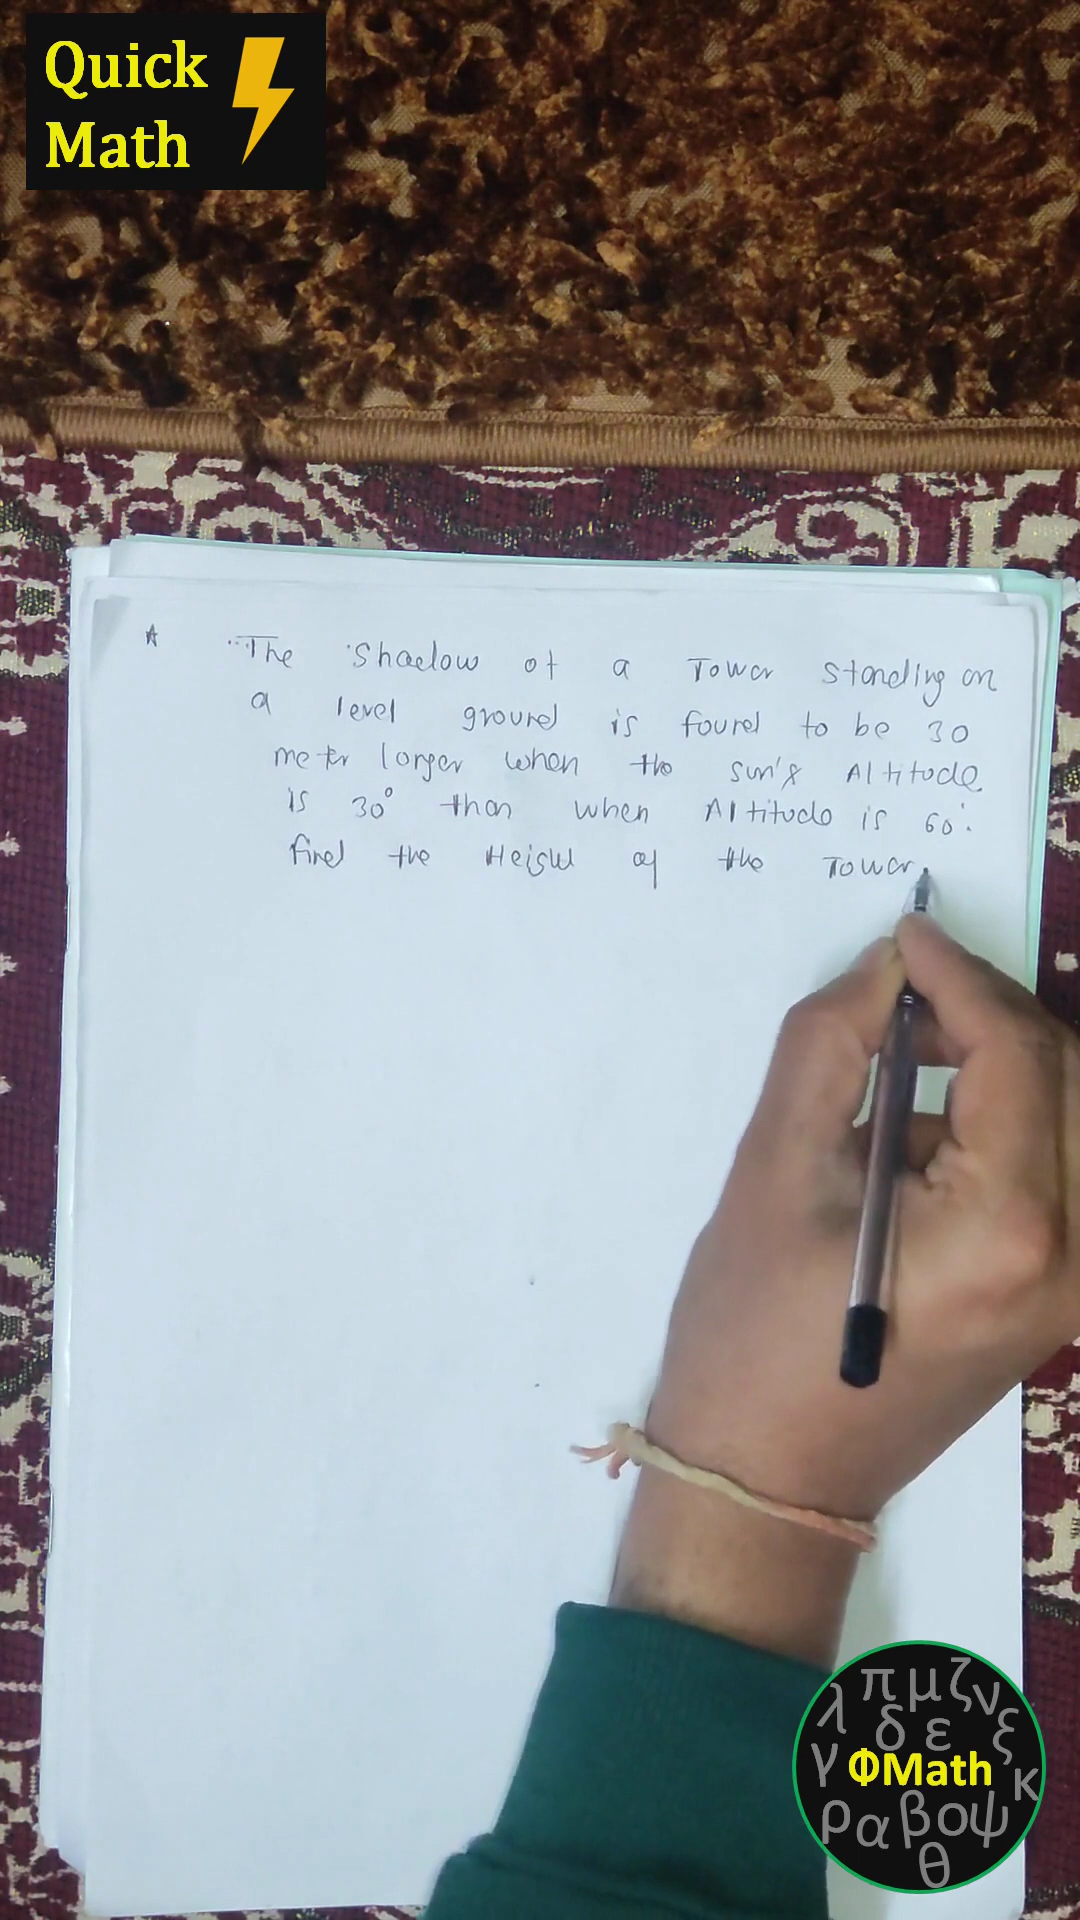 Quick
Math
The Shadow of a Tower Standing on
a level ground is found to be 30
meter longer when the sun's Altitude
is 30° than when Altitude is 60°.
find the Height of the Tower.
π μ ζ ν
λ δ ε ξ
γ ΦMath κ
ρ α β ο ψ
θ